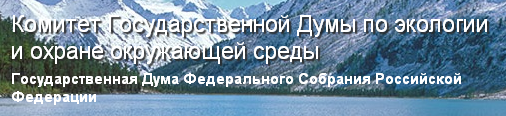 Комитет Государственной Думы по экологии
и охране окружающей среды
Государственная Дума Федерального Собрания Российской
Федерации